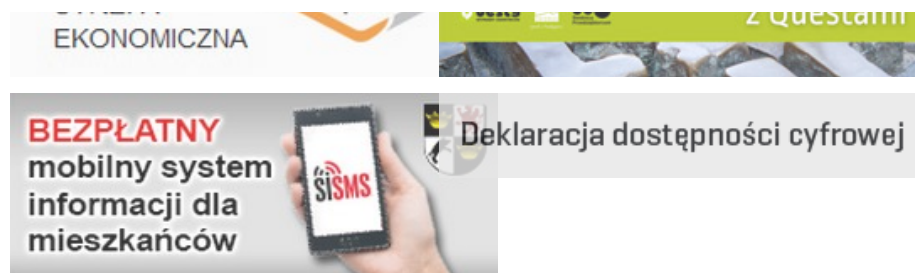 EKONOMICZNA
z Questami
BEZPŁATNY
mobilny system
informacji dla
mieszkańców
SISMS
Deklaracja dostępności cyfrowej